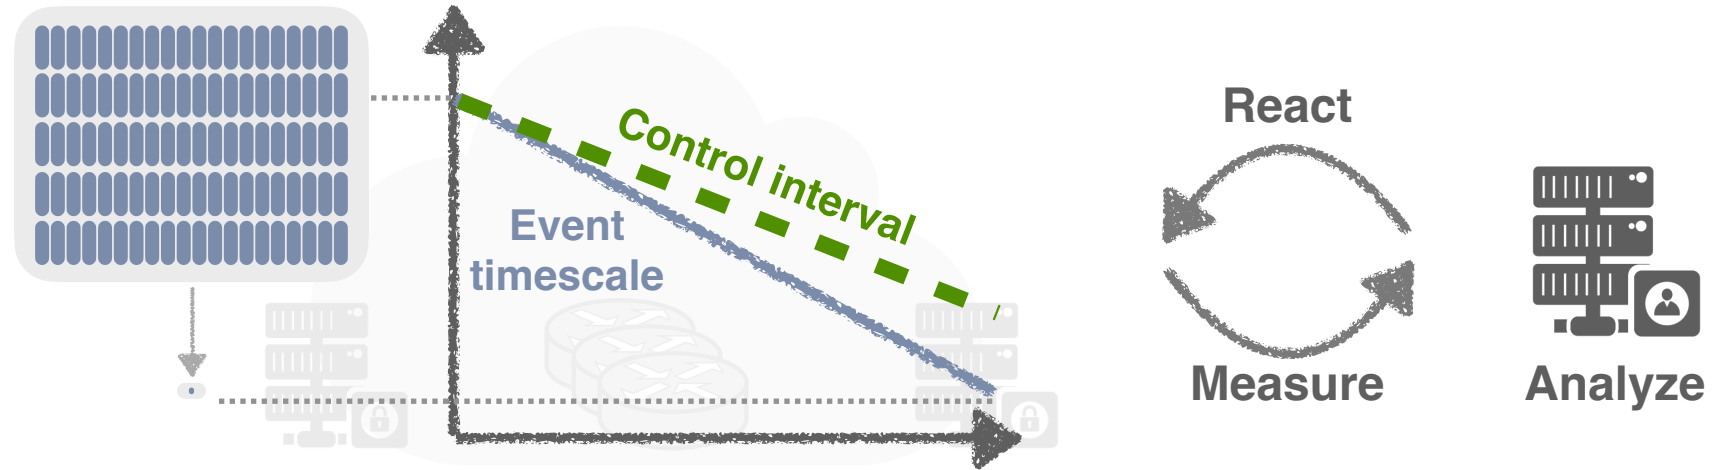 Control interval
Event
timescale
React
Measure
Analyze